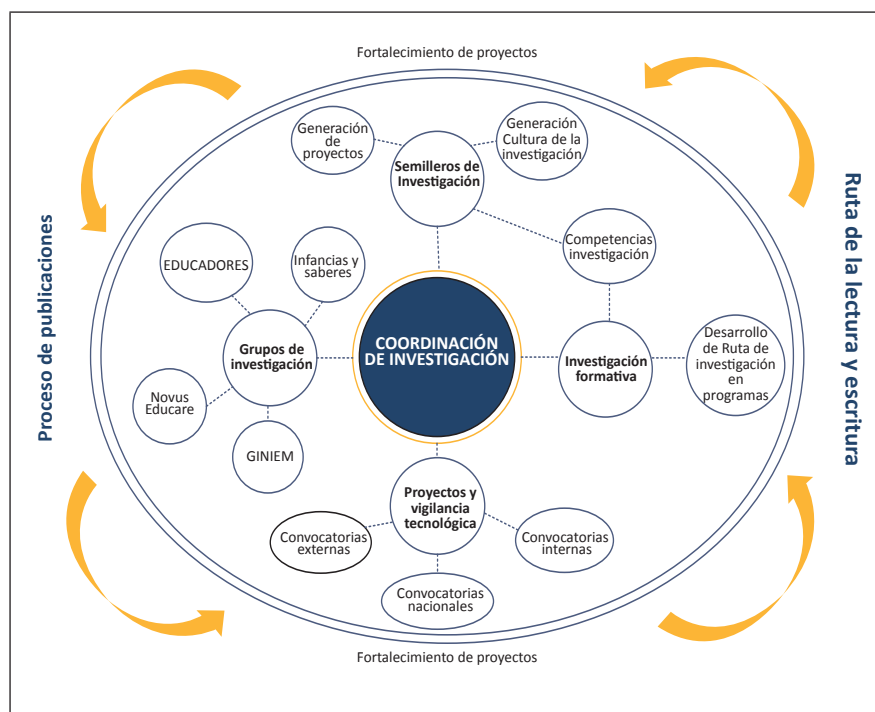 Fortalecimiento de proyectos
Generación
de
proyectos
Generación
Cultura de la
investigación
Semilleros de
Investigación
Competencias
investigación
EDUCADORES
Infancias y
saberes
Grupos de
investigación
Novus
Educare
GINIEM
COORDINACIÓN
DE INVESTIGACIÓN
Investigación
formativa
Desarrollo
de Ruta de
investigación
en
programas
Proyectos y
vigilancia
tecnológica
Convocatorias
externas
Convocatorias
internas
Convocatorias
nacionales
Fortalecimiento de proyectos
Proceso de publicaciones
Ruta de la lectura y escritura